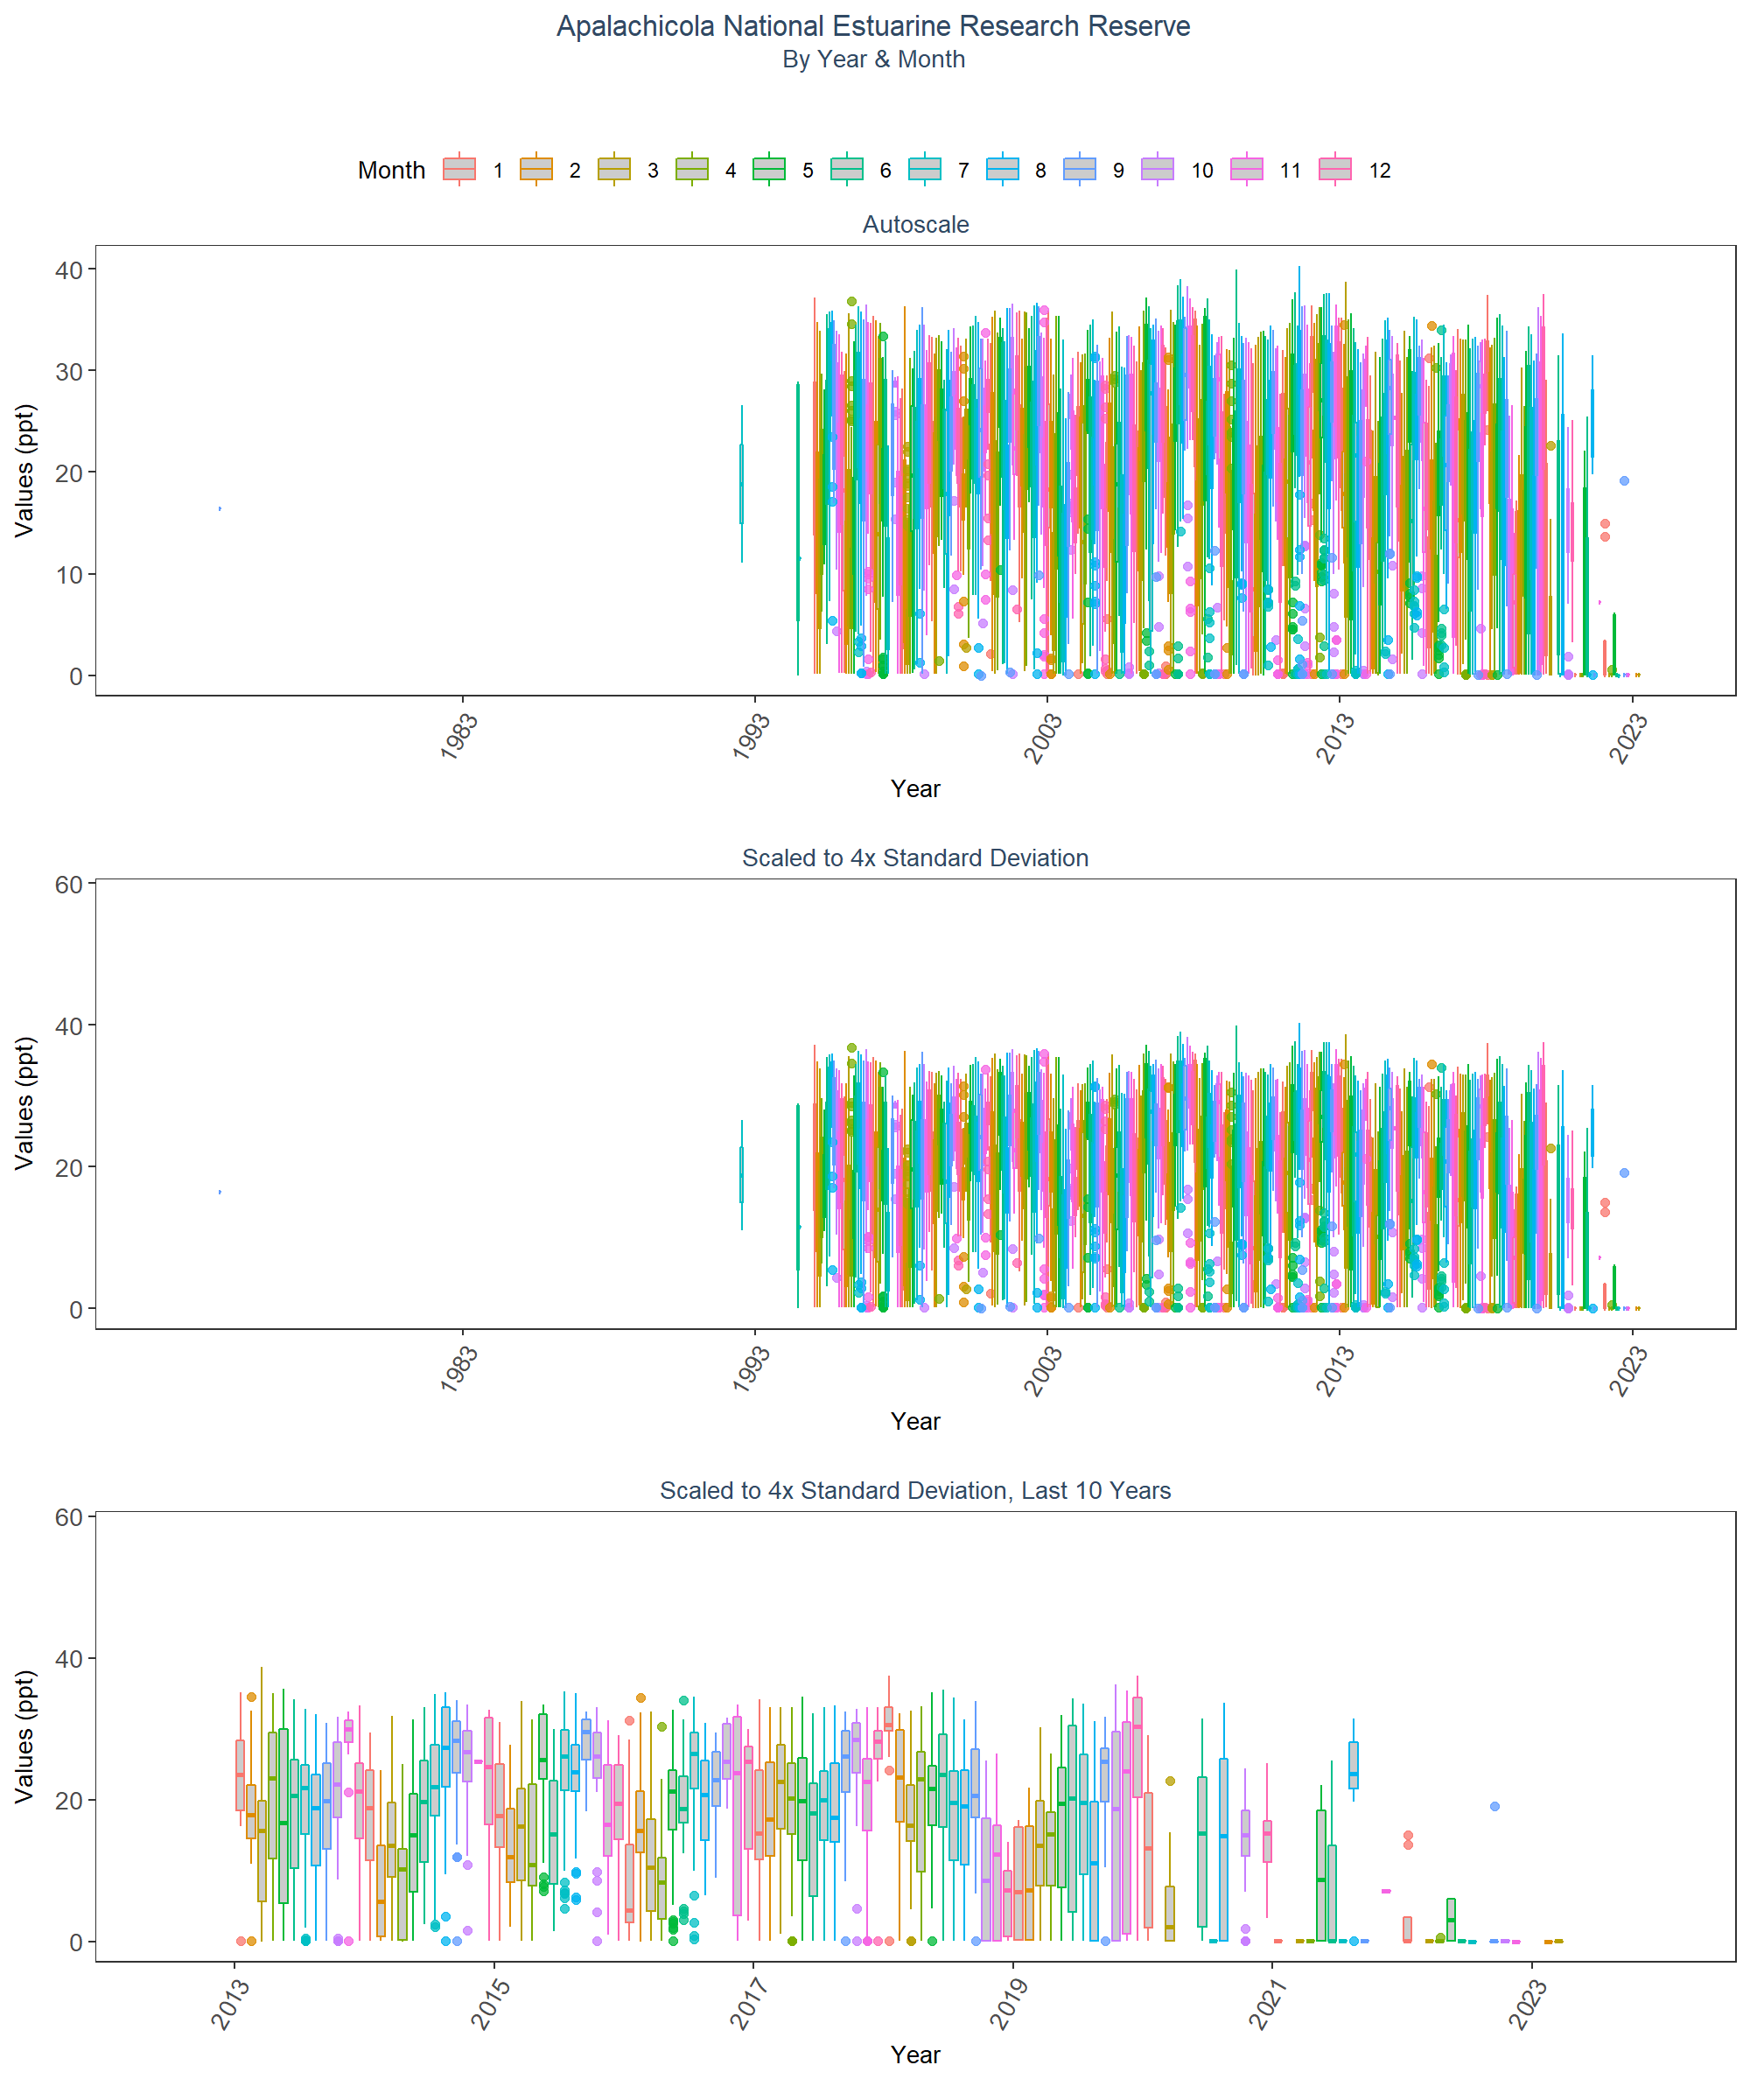 Apalachicola National Estuarine Research Reserve
By Year & Month
Month 1 2 3 4 5 6 7 8 9 10 11 12
Autoscale
Values (ppt)
40
30
20
10
0
1983 1993 2003 2013 2023
Year
Scaled to 4x Standard Deviation
Values (ppt)
60
40
20
0
1983 1993 2003 2013 2023
Year
Scaled to 4x Standard Deviation, Last 10 Years
Values (ppt)
60
40
20
0
2013 2015 2017 2019 2021 2023
Year